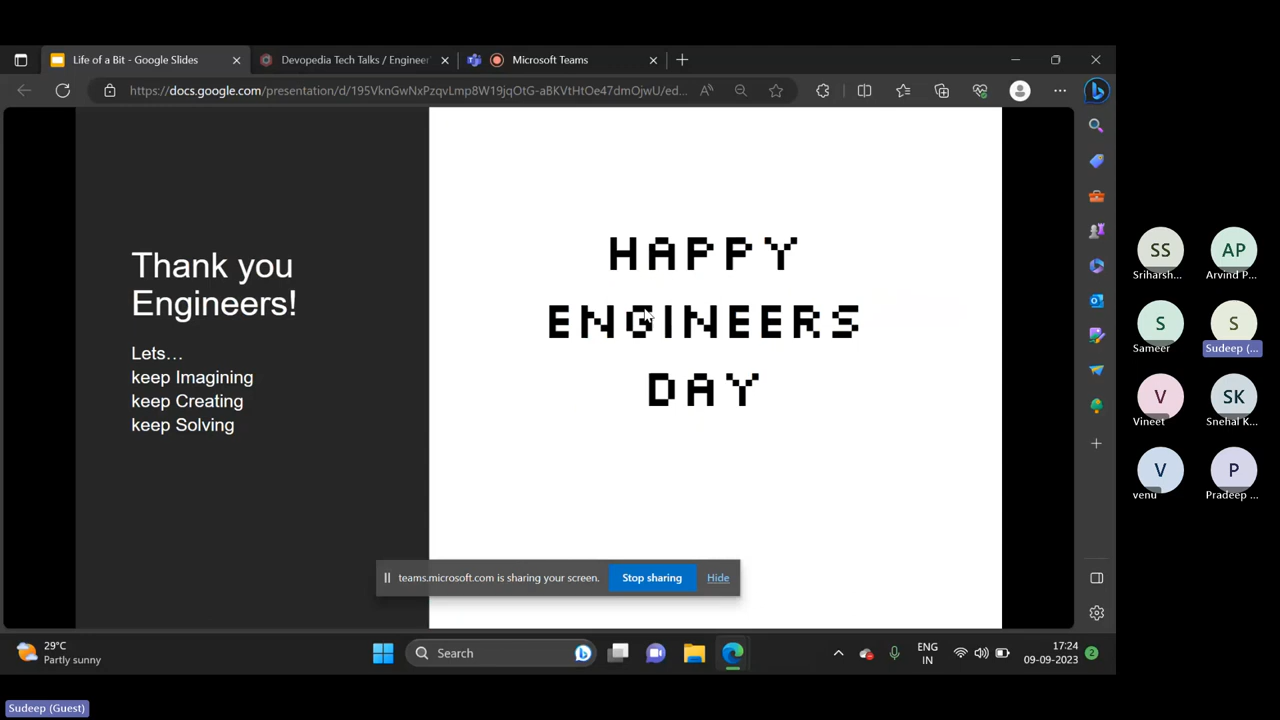 Life of a Bit - Google Slides
Devopedia Tech Talks / Engineer
Microsoft Teams
https://docs.google.com/presentation/d/195VknGwNxPzqvLmp8W19jqOtG-aBKVtHtOe47dmOjwU/ed...
Thank you
Engineers!
Lets...
keep Imagining
keep Creating
keep Solving
HAPPY
ENGINEERS
DAY
teams.microsoft.com is sharing your screen.
Stop sharing
Hide
SS
Sriharsh...
AP
Arvind P...
S
Sameer
S
Sudeep (...
V
Vineet
SK
Snehal K...
V
venu
P
Pradeep ...
29°C
Partly sunny
Search
ENG
IN
17:24
09-09-2023
2
Sudeep (Guest)